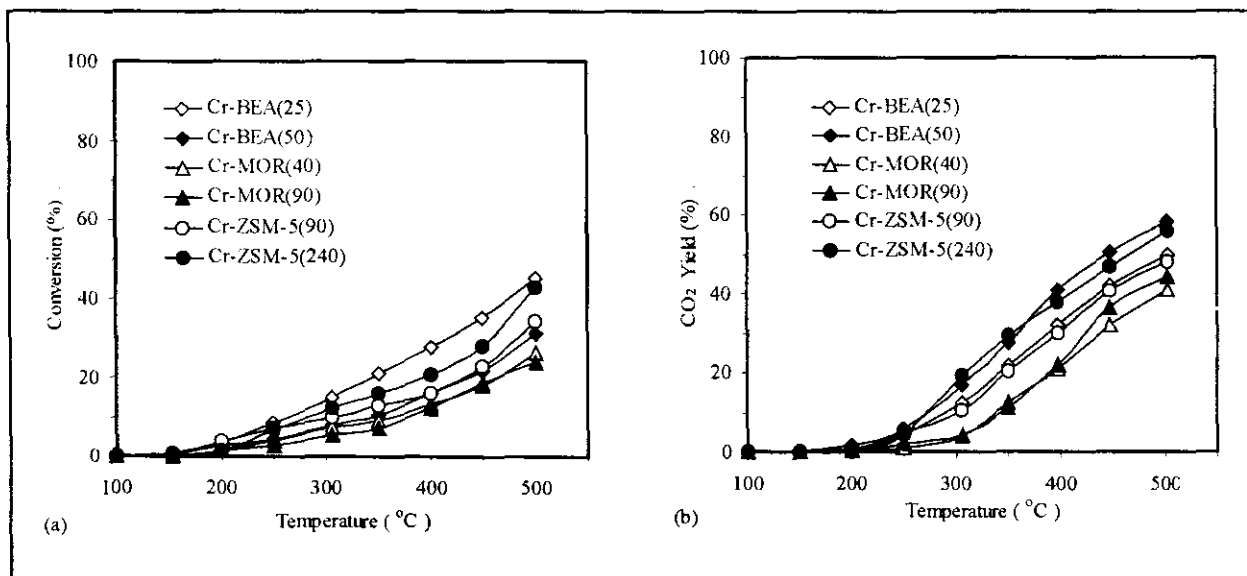 100
80
60
40
20
0
Conversion (%)
Cr-BEA(25)
Cr-BEA(50)
Cr-MOR(40)
Cr-MOR(90)
Cr-ZSM-5(90)
Cr-ZSM-5(240)
100 200 300 400 500
Temperature ( °C)
(a)
100
80
60
40
20
0
CO2 Yield (%)
Cr-BEA(25)
Cr-BEA(50)
Cr-MOR(40)
Cr-MOR(90)
Cr-ZSM-5(90)
Cr-ZSM-5(240)
100 200 300 400 500
Temperature ( °C)
(b)